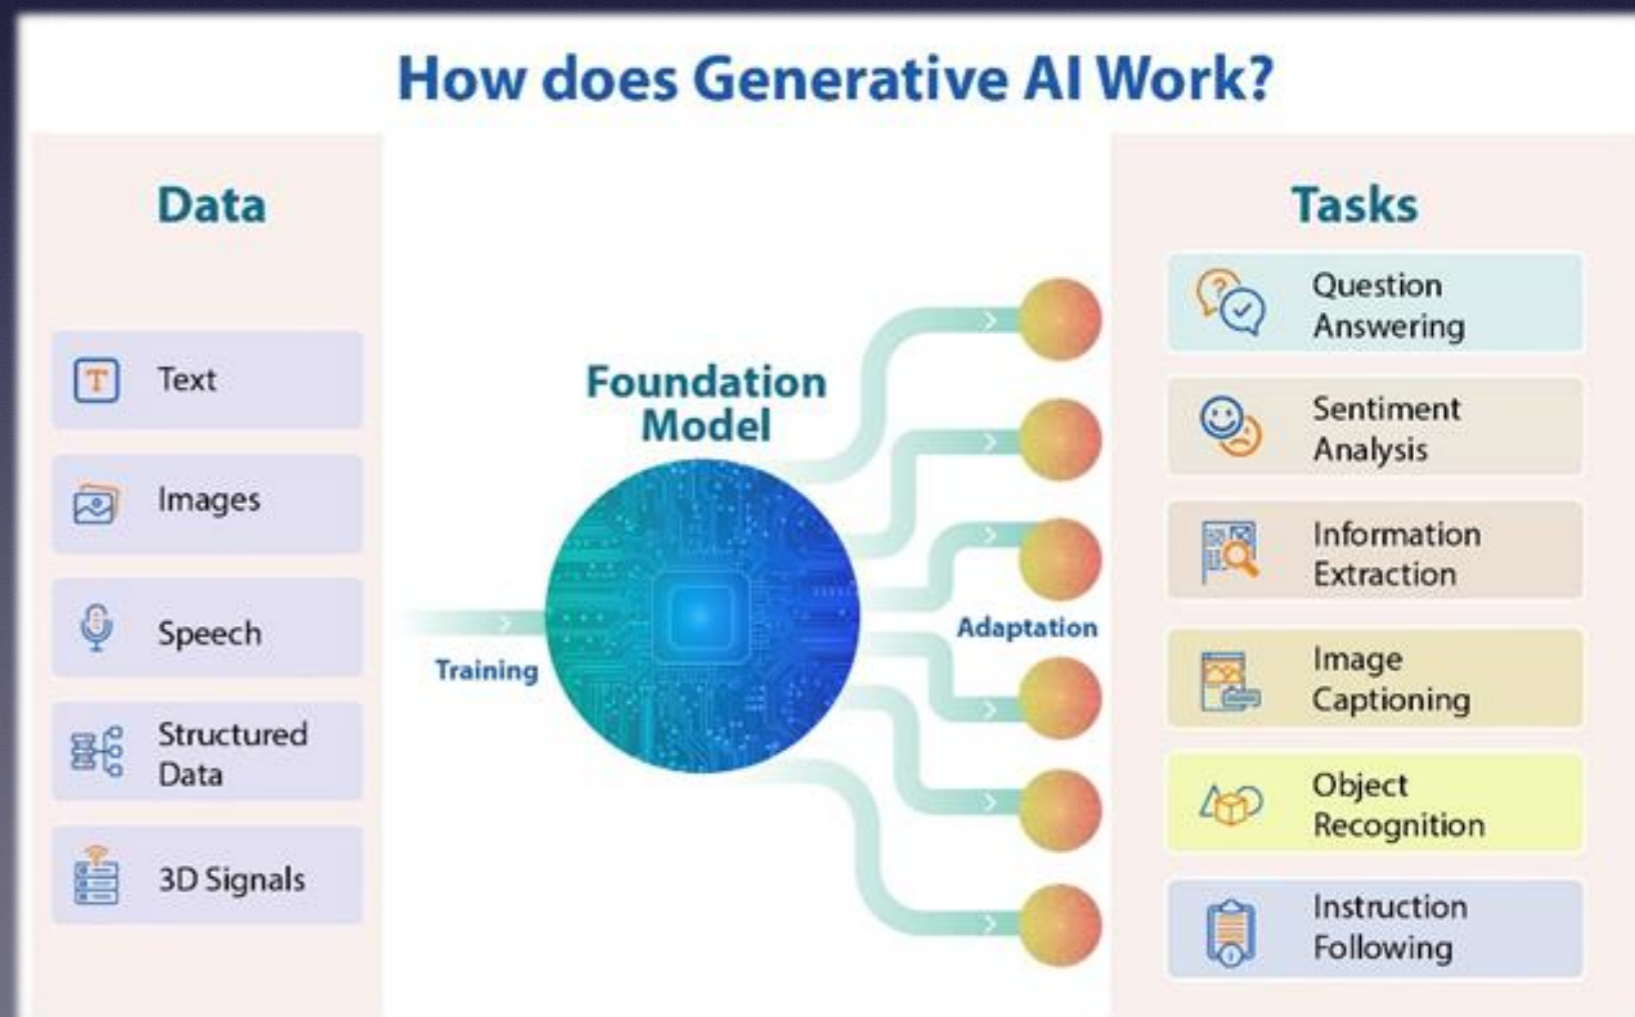 How does Generative AI Work?
Data
Text
Images
Speech
Structured
Data
3D Signals
Training
Foundation
Model
Adaptation
Tasks
Question
Answering
Sentiment
Analysis
Information
Extraction
Image
Captioning
Object
Recognition
Instruction
Following